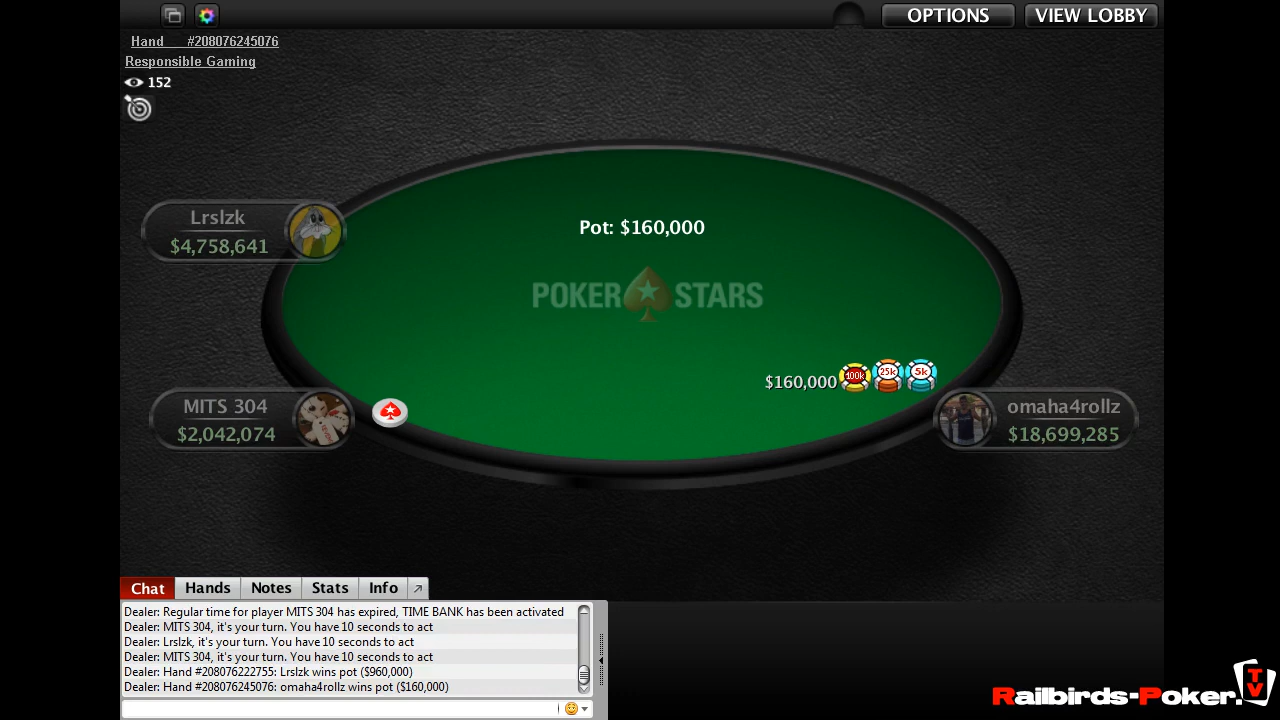 OPTIONS
VIEW LOBBY
Hand #208076245076
Responsible Gaming
152
Pot: $160,000
Lrslzk
$4,758,641
POKER STARS
$160,000
100k
25k
5k
MITS 304
$2,042,074
omaha4rollz
$18,699,285
Chat
Hands
Notes
Stats
Info
Dealer: Regular time for player MITS 304 has expired, TIME BANK has been activated
Dealer: MITS 304, it's your turn. You have 10 seconds to act
Dealer: Lrslzk, it's your turn. You have 10 seconds to act
Dealer: MITS 304, it's your turn. You have 10 seconds to act
Dealer: Hand #208076222755: Lrslzk wins pot ($960,000)
Dealer: Hand #208076245076: omaha4rollz wins pot ($160,000)
Railbirds-Poker.TV